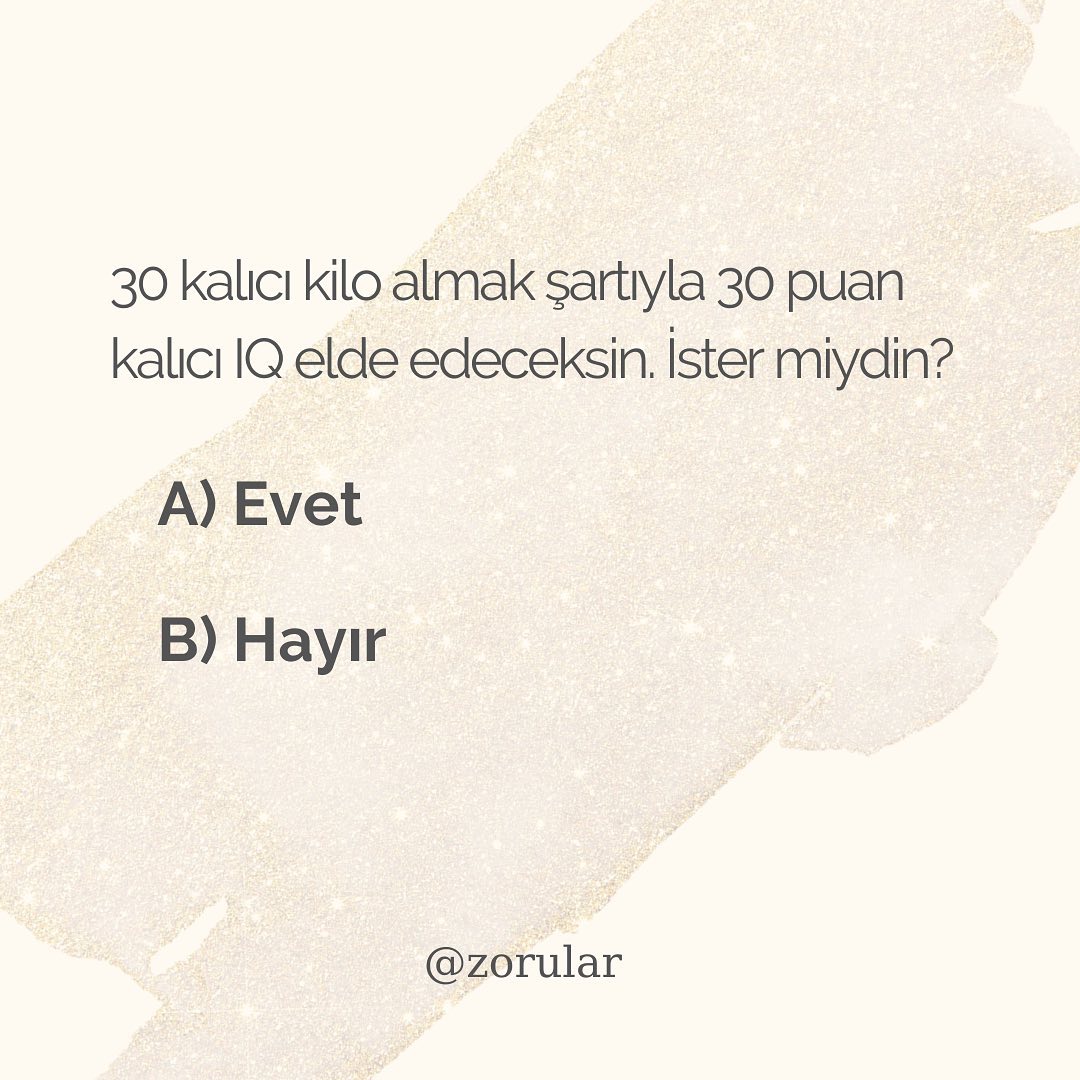 30 kalıcı kilo almak şartıyla 30 puan
kalıcı IQ elde edeceksin. İster miydin?
A) Evet
B) Hayır
@zorular